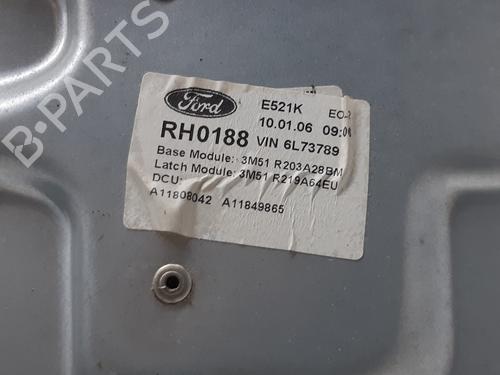 Ford
E521K
10.01.06
RH0188 VIN 6L73789
Base Module: 3M51 R203A28BM
Latch Module: 3M51 R219A64EU
DCU:
A11808042 A11849865
B-PARTS